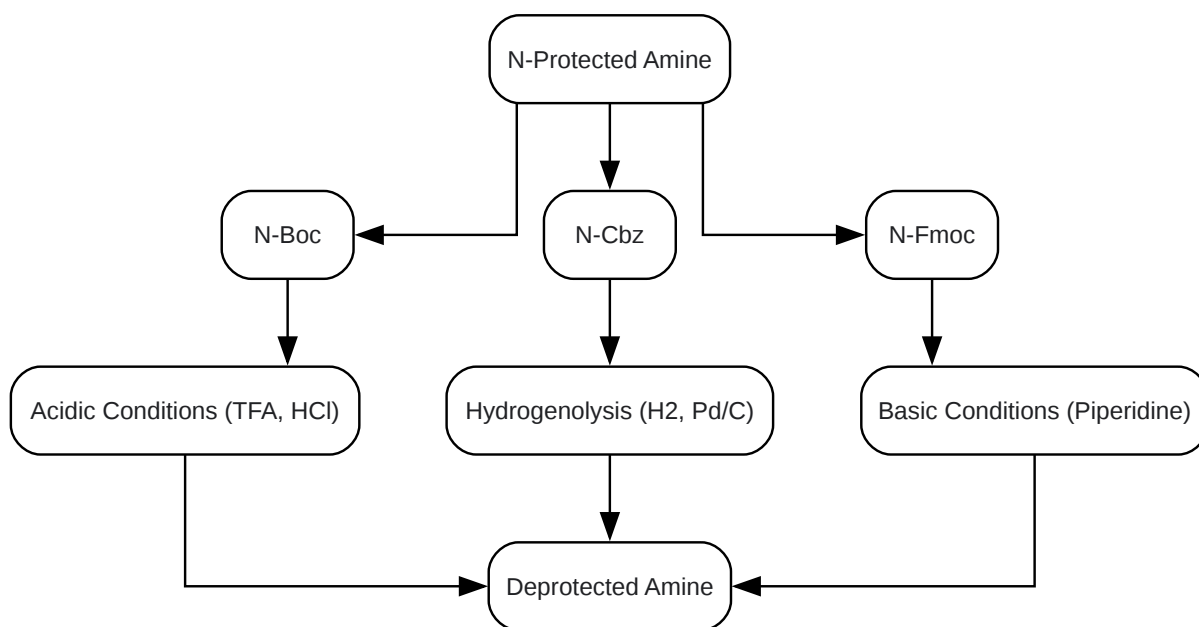 N-Protected Amine
N-Boc
N-Cbz
N-Fmoc
Acidic Conditions (TFA, HCl)
Hydrogenolysis (H2, Pd/C)
Basic Conditions (Piperidine)
Deprotected Amine